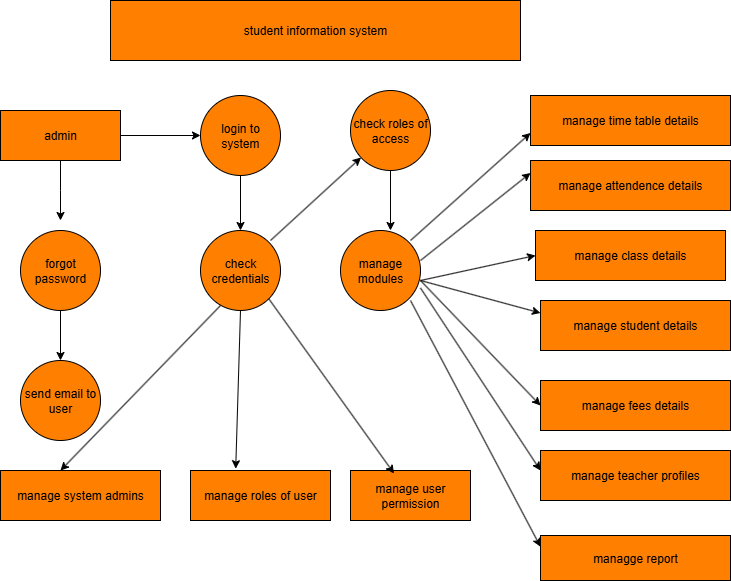 student information system
admin
login to
system
check roles of
access
manage time table details
manage attendence details
forgot
password
check
credentials
manage
modules
manage class details
manage student details
send email to
user
manage fees details
manage teacher profiles
manage system admins
manage roles of user
manage user
permission
managge report